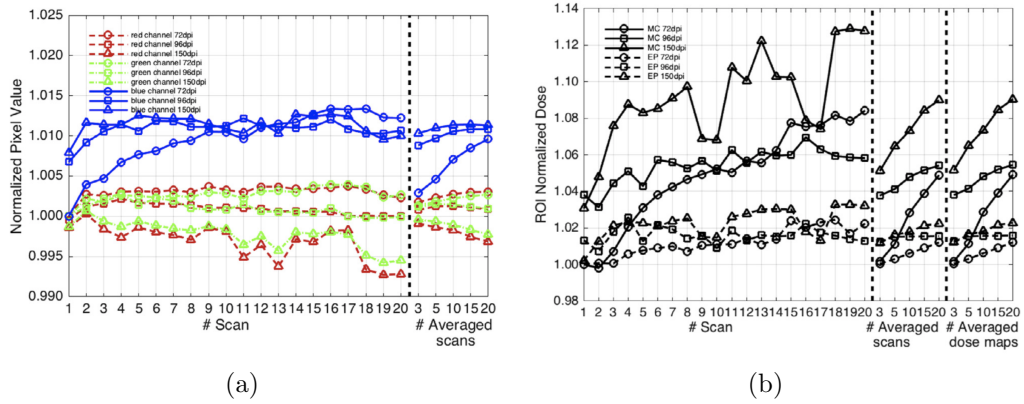 1.025
1.020
1.015
1.010
1.005
1.000
0.995
0.990
Normalized Pixel Value
red channel 72dpi
red channel 96dpi
red channel 150dpi
green channel 72dpi
green channel 96dpi
green channel 150dpi
blue channel 72dpi
blue channel 96dpi
blue channel 150dpi
1 2 3 4 5 6 7 8 9 10 11 12 13 14 15 16 17 18 19 20
3 5 10 15 20
# Scan
# Averaged
scans
(a)
1.14
1.12
1.10
1.08
1.06
1.04
1.02
1.00
0.98
ROI Normalized Dose
MC 72dpi
MC 96dpi
MC 150dpi
EP 72dpi
EP 96dpi
EP 150dpi
1 2 3 4 5 6 7 8 9 10 11 12 13 14 15 16 17 18 19 20
3 5 10 15 20
3 5 10 15 20
# Scan
# Averaged
scans
# Averaged
dose maps
(b)